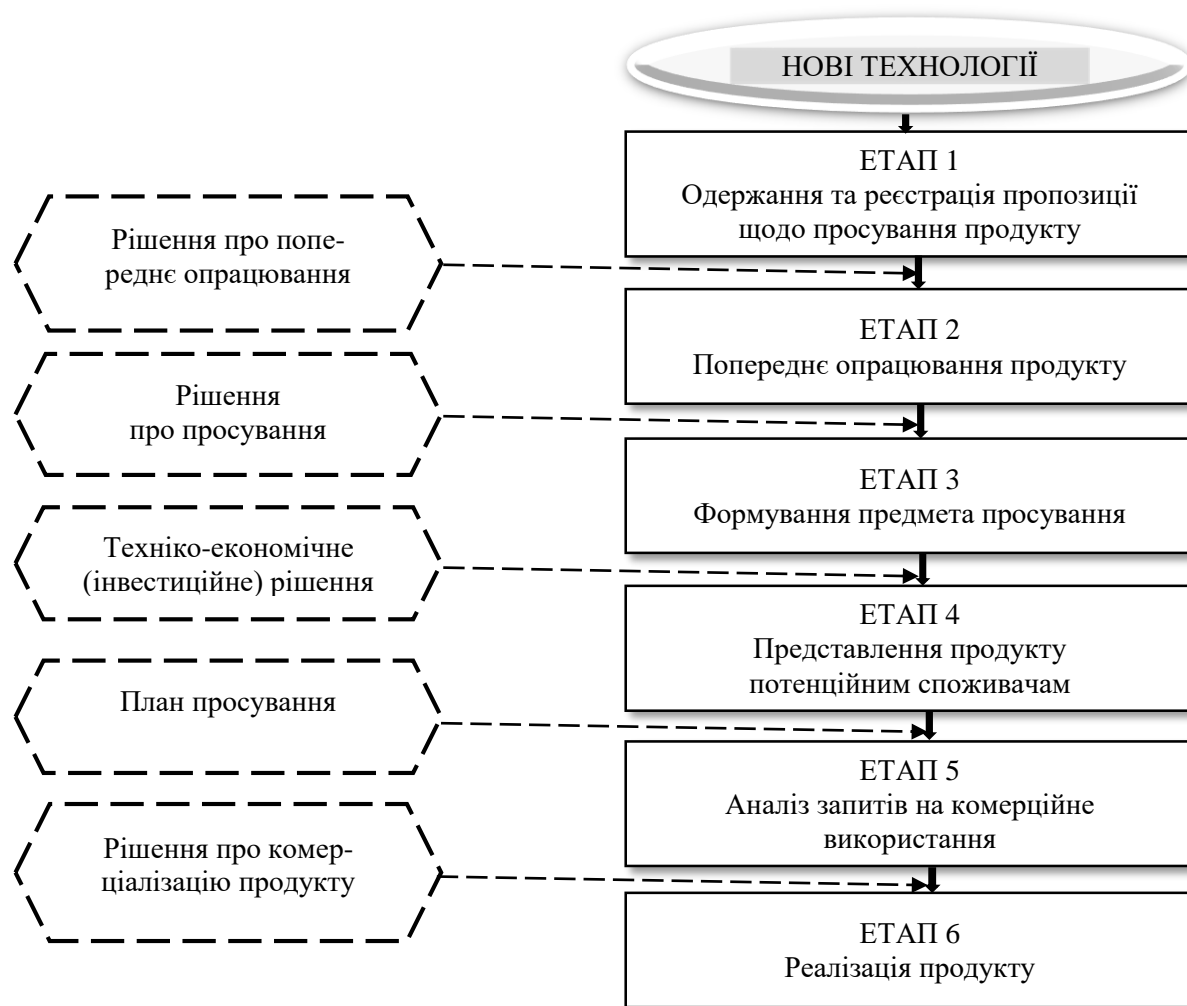 НОВІ ТЕХНОЛОГІЇ
ЕТАП 1
Одержання та реєстрація пропозиції
щодо просування продукту
Рішення про попе-
реднє опрацювання
ЕТАП 2
Попереднє опрацювання продукту
Рішення
про просування
ЕТАП 3
Формування предмета просування
Техніко-економічне
(інвестиційне) рішення
ЕТАП 4
Представлення продукту
потенційним споживачам
План просування
ЕТАП 5
Аналіз запитів на комерційне
використання
Рішення про комер-
ціалізацію продукту
ЕТАП 6
Реалізація продукту